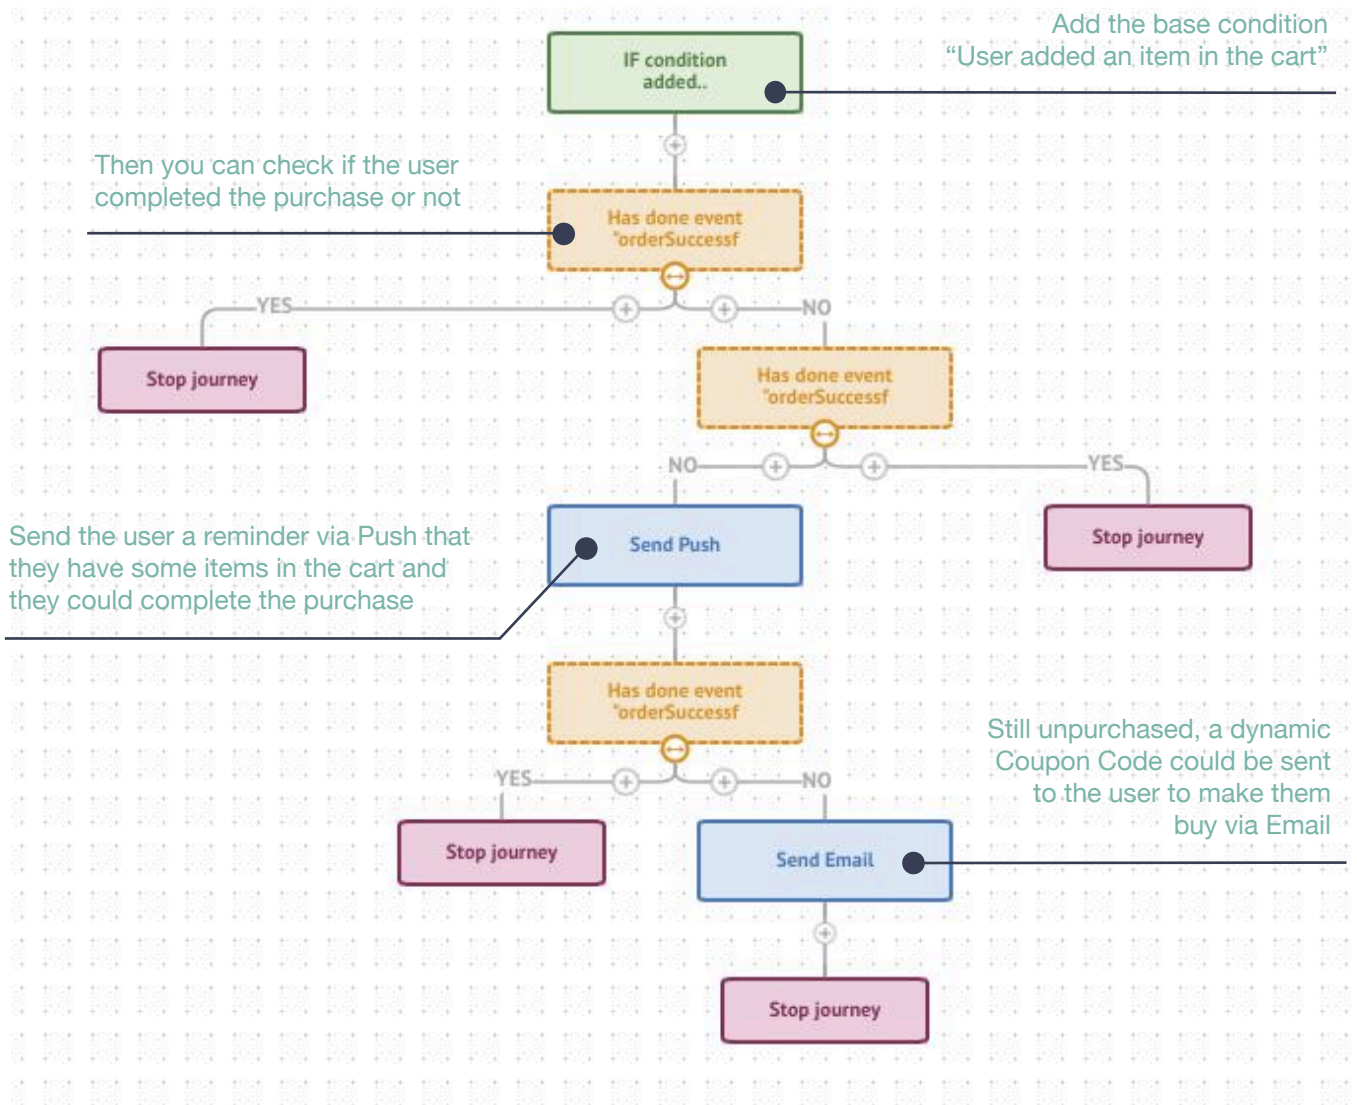 Add the base condition
“User added an item in the cart”
IF condition
added..
Then you can check if the user
completed the purchase or not
Has done event
"orderSuccessf
YES
NO
Stop journey
Has done event
"orderSuccessf
NO
YES
Send the user a reminder via Push that
they have some items in the cart and
they could complete the purchase
Send Push
Stop journey
Has done event
"orderSuccessf
YES
NO
Still unpurchased, a dynamic
Coupon Code could be sent
to the user to make them
buy via Email
Stop journey
Send Email
Stop journey